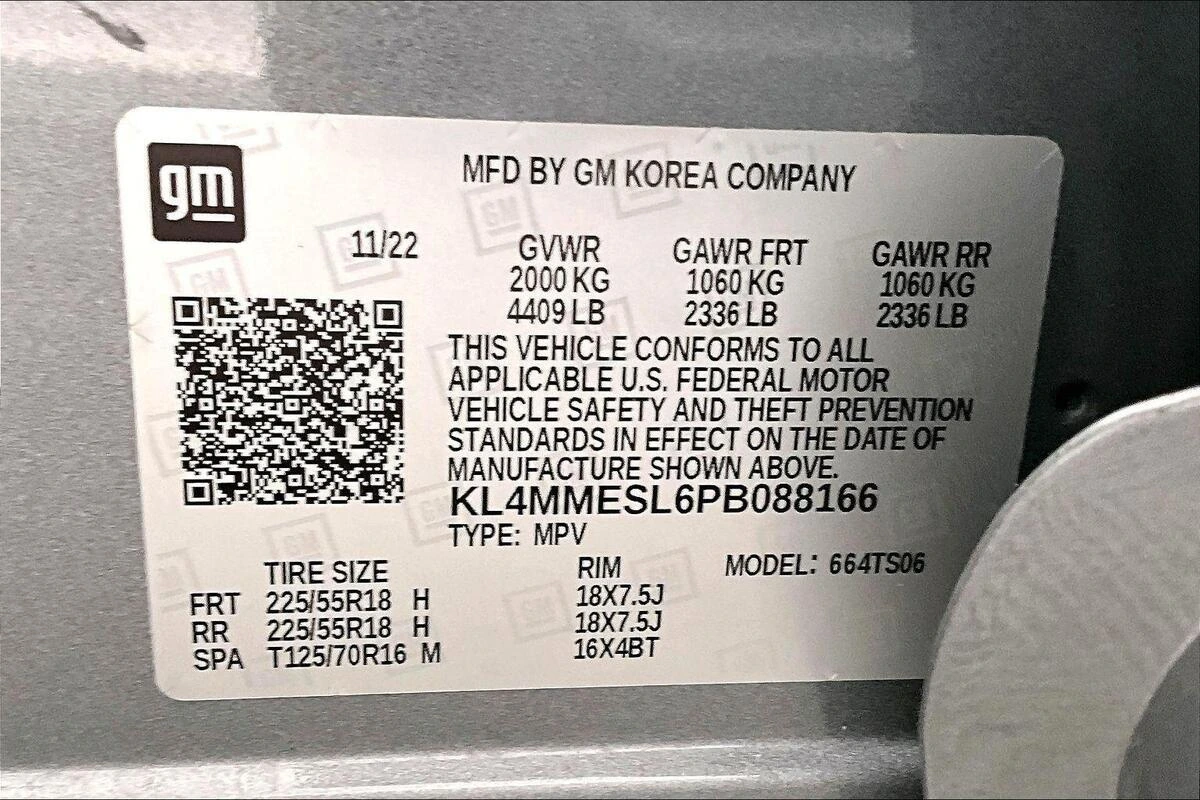 gm
MFD BY GM KOREA COMPANY
11/22 GVWR GAWR FRT GAWR RR
2000 KG 1060 KG 1060 KG
4409 LB 2336 LB 2336 LB
THIS VEHICLE CONFORMS TO ALL
APPLICABLE U.S. FEDERAL MOTOR
VEHICLE SAFETY AND THEFT PREVENTION
STANDARDS IN EFFECT ON THE DATE OF
MANUFACTURE SHOWN ABOVE.
KL4MMESL6PB088166
TYPE: MPV
TIRE SIZE RIM MODEL: 664TS06
FRT 225/55R18 H 18X7.5J
RR 225/55R18 H 18X7.5J
SPA T125/70R16 M 16X4BT